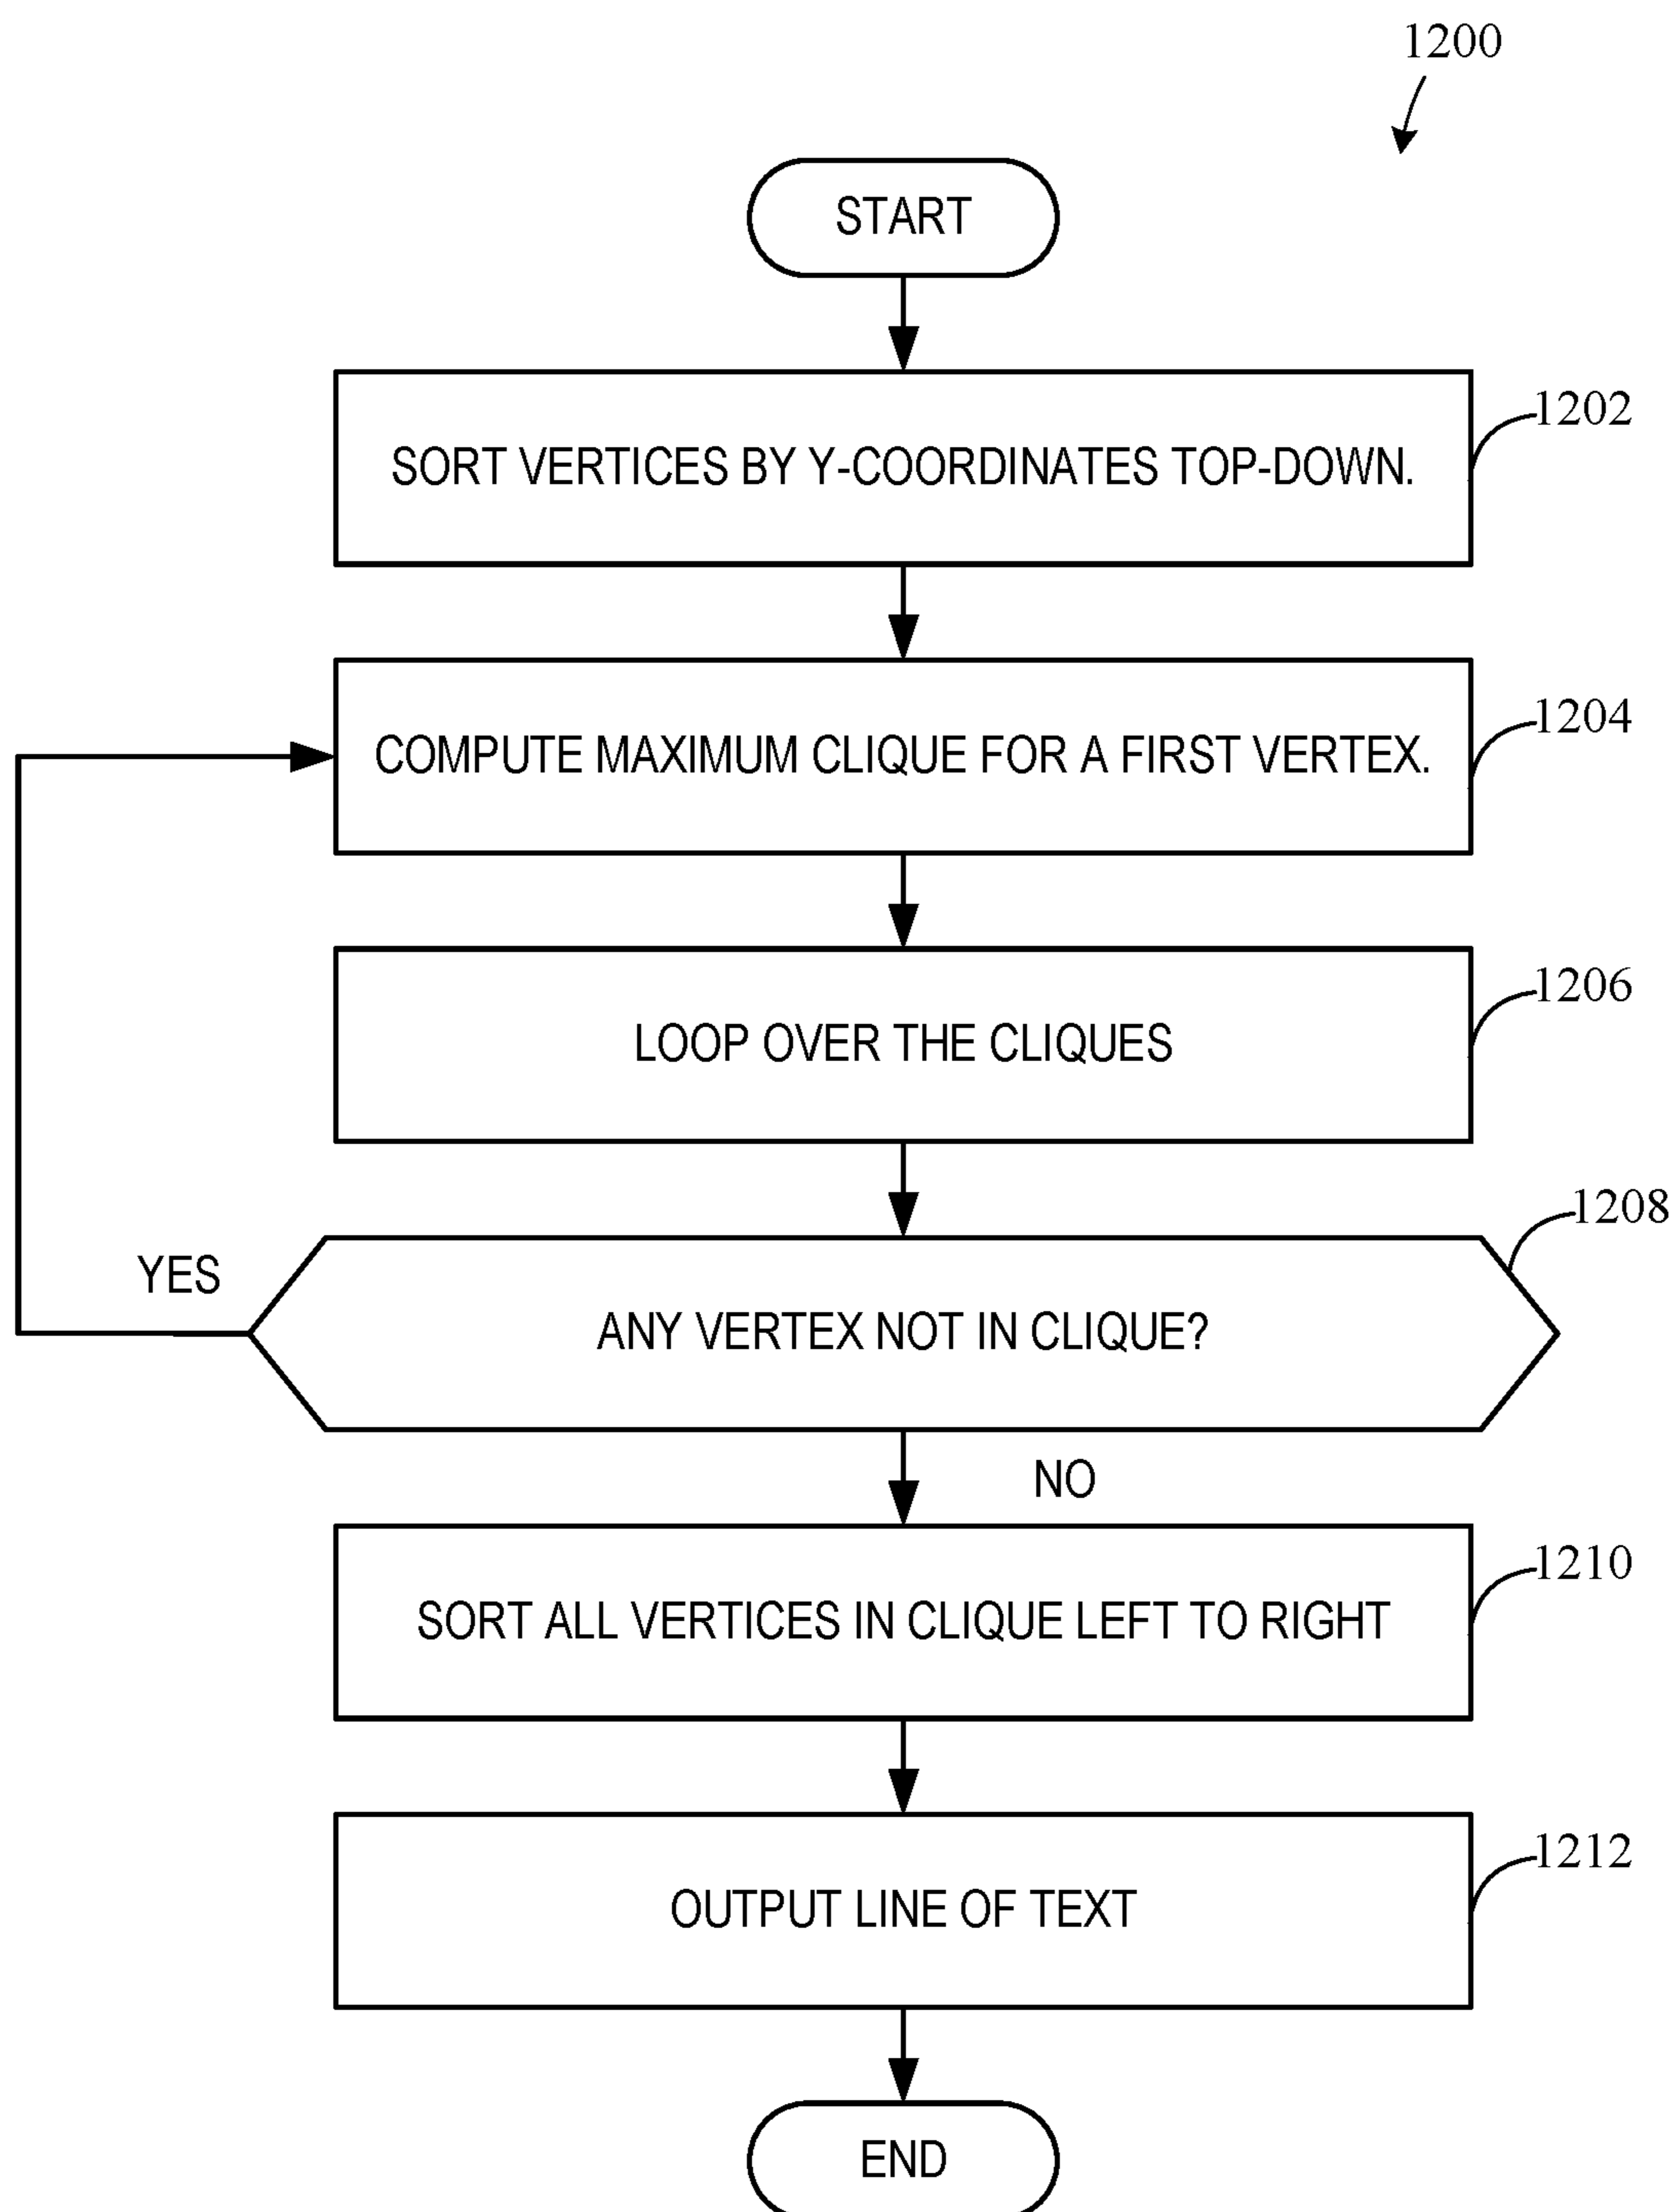 1200
START
SORT VERTICES BY Y-COORDINATES TOP-DOWN.
1202
COMPUTE MAXIMUM CLIQUE FOR A FIRST VERTEX.
1204
LOOP OVER THE CLIQUES
1206
ANY VERTEX NOT IN CLIQUE?
1208
YES
NO
SORT ALL VERTICES IN CLIQUE LEFT TO RIGHT
1210
OUTPUT LINE OF TEXT
1212
END